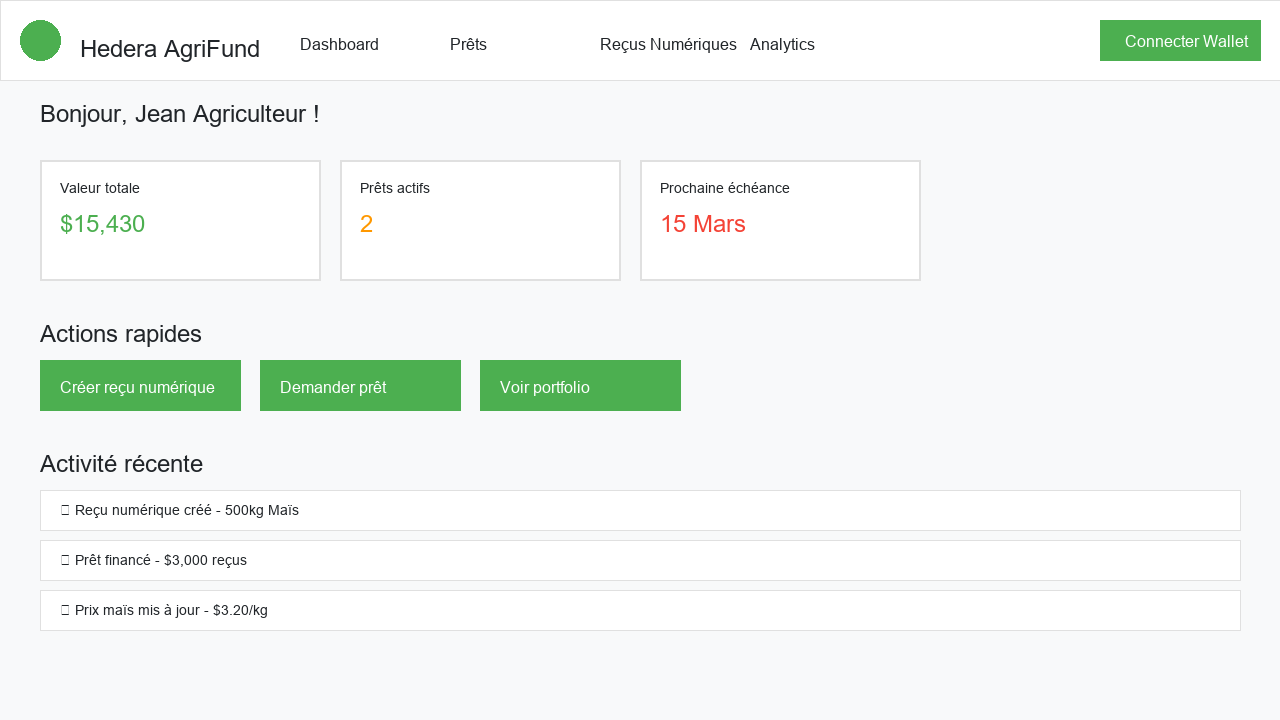 Hedera AgriFund Dashboard Prêts Reçus Numériques Analytics Connecter Wallet
Bonjour, Jean Agriculteur !
Valeur totale Prêts actifs Prochaine échéance
$15,430 2 15 Mars
Actions rapides
Créer reçu numérique Demander prêt Voir portfolio
Activité récente
Reçu numérique créé - 500kg Maïs
Prêt financé - $3,000 reçus
Prix maïs mis à jour - $3.20/kg